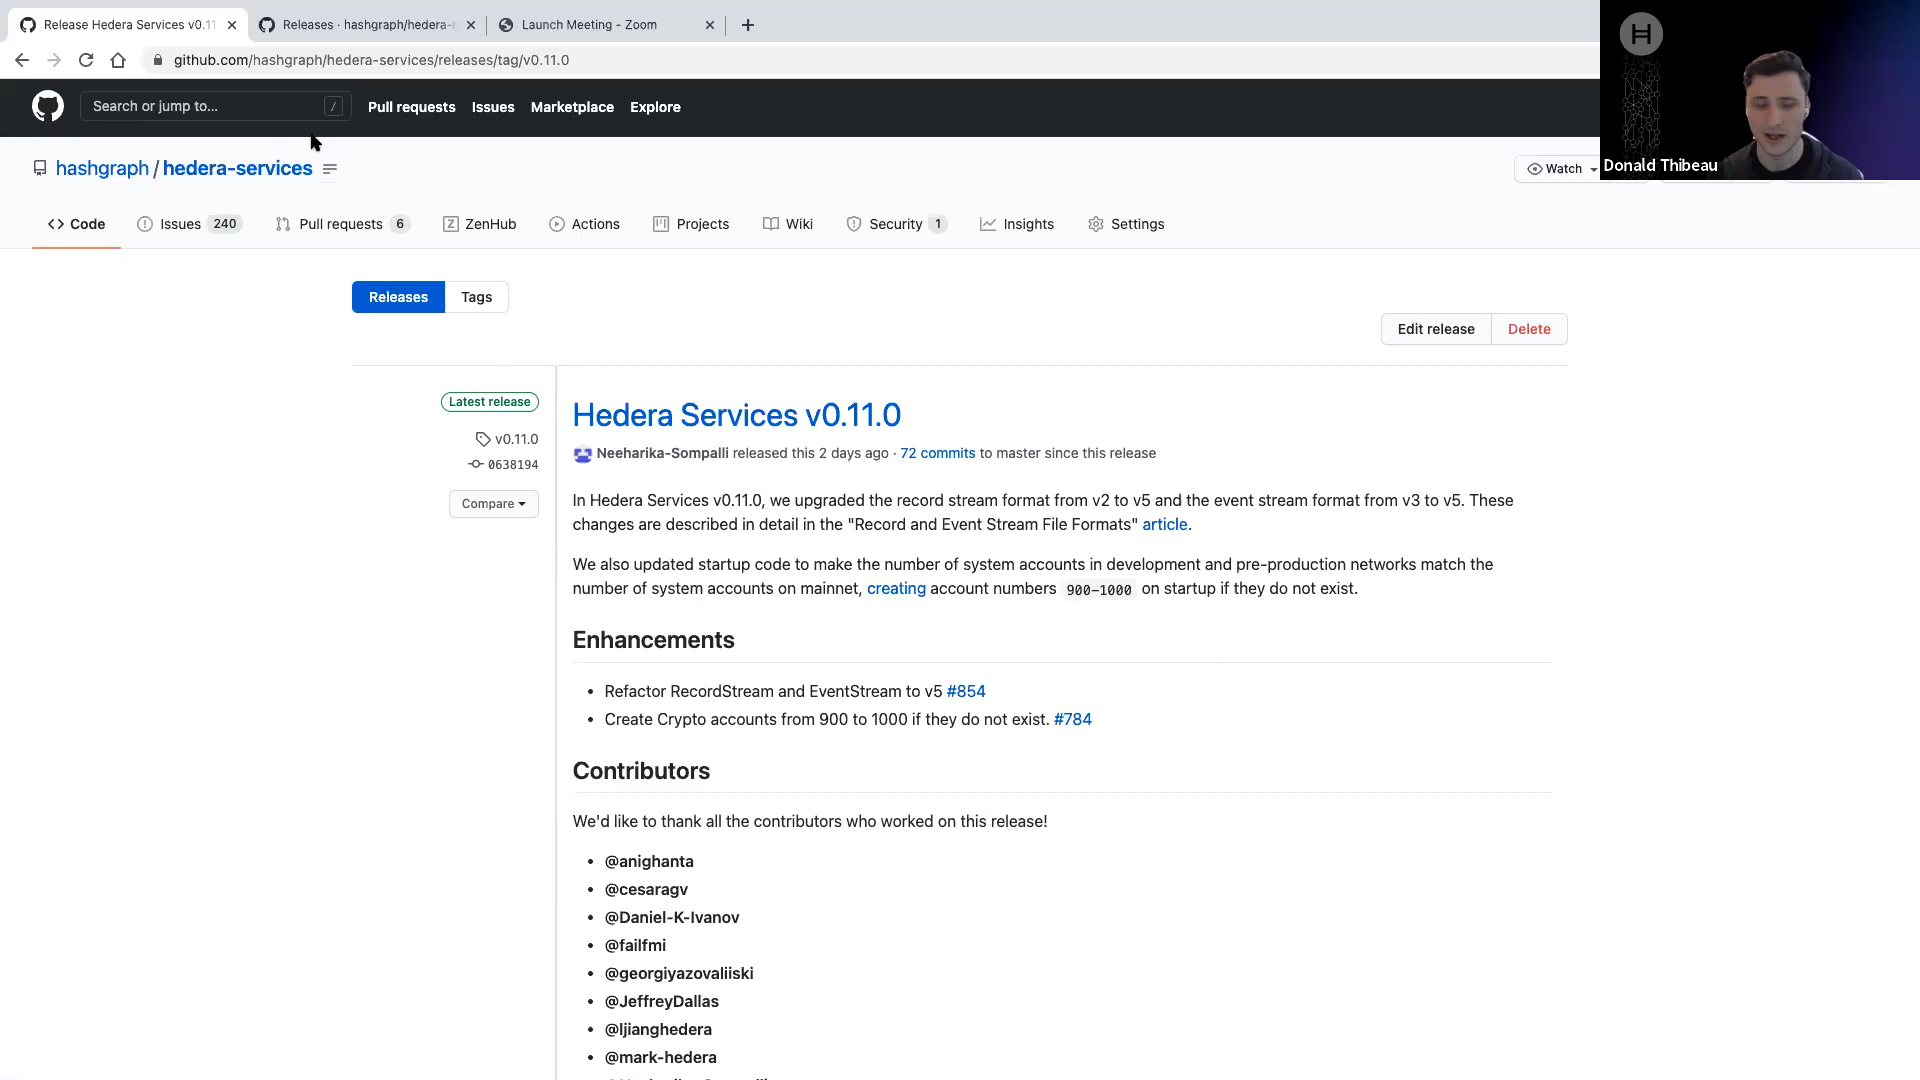 Release Hedera Services v0.11
Releases · hashgraph/hedera-
Launch Meeting - Zoom
github.com/hashgraph/hedera-services/releases/tag/v0.11.0
Search or jump to...
/
Pull requests
Issues
Marketplace
Explore
H
Donald Thibeau
hashgraph / hedera-services
Watch
Code
Issues 240
Pull requests 6
ZenHub
Actions
Projects
Wiki
Security 1
Insights
Settings
Releases
Tags
Edit release
Delete
Latest release
v0.11.0
0638194
Compare
Hedera Services v0.11.0
Neeharika-Sompalli released this 2 days ago · 72 commits to master since this release
In Hedera Services v0.11.0, we upgraded the record stream format from v2 to v5 and the event stream format from v3 to v5. These
changes are described in detail in the "Record and Event Stream File Formats" article.
We also updated startup code to make the number of system accounts in development and pre-production networks match the
number of system accounts on mainnet, creating account numbers 900-1000 on startup if they do not exist.
Enhancements
• Refactor RecordStream and EventStream to v5 #854
• Create Crypto accounts from 900 to 1000 if they do not exist. #784
Contributors
We'd like to thank all the contributors who worked on this release!
• @anighanta
• @cesaragv
• @Daniel-K-Ivanov
• @failfmi
• @georgiyazovaliiski
• @JeffreyDallas
• @ljianghedera
• @mark-hedera